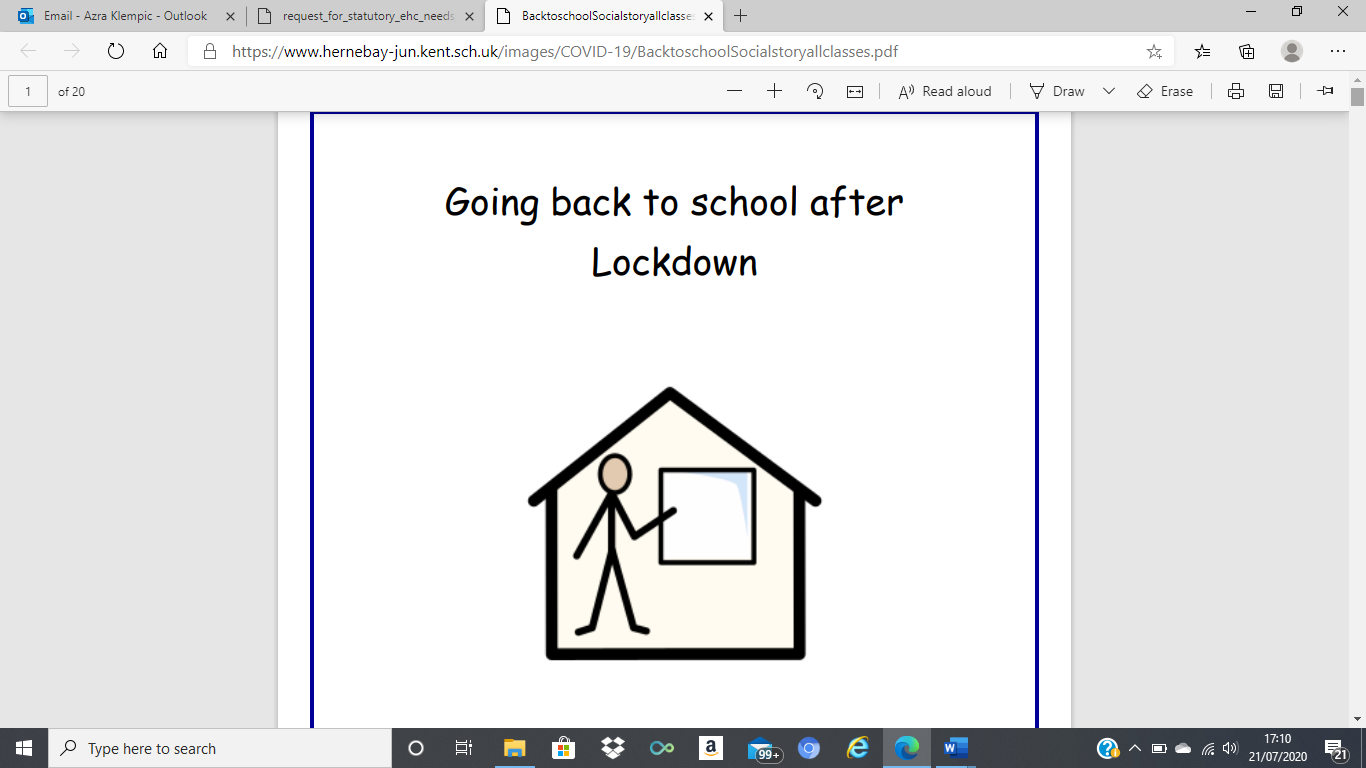 Email - Azra Klempic - Outlook
request_for_statutory_ehc_needs
BacktoschoolSocialstoryallclasses
https://www.hernebay-jun.kent.sch.uk/images/COVID-19/BacktoschoolSocialstoryallclasses.pdf
1 of 20
Read aloud
Draw
Erase
Going back to school after
Lockdown
Type here to search
99+
17:10
21/07/2020
21